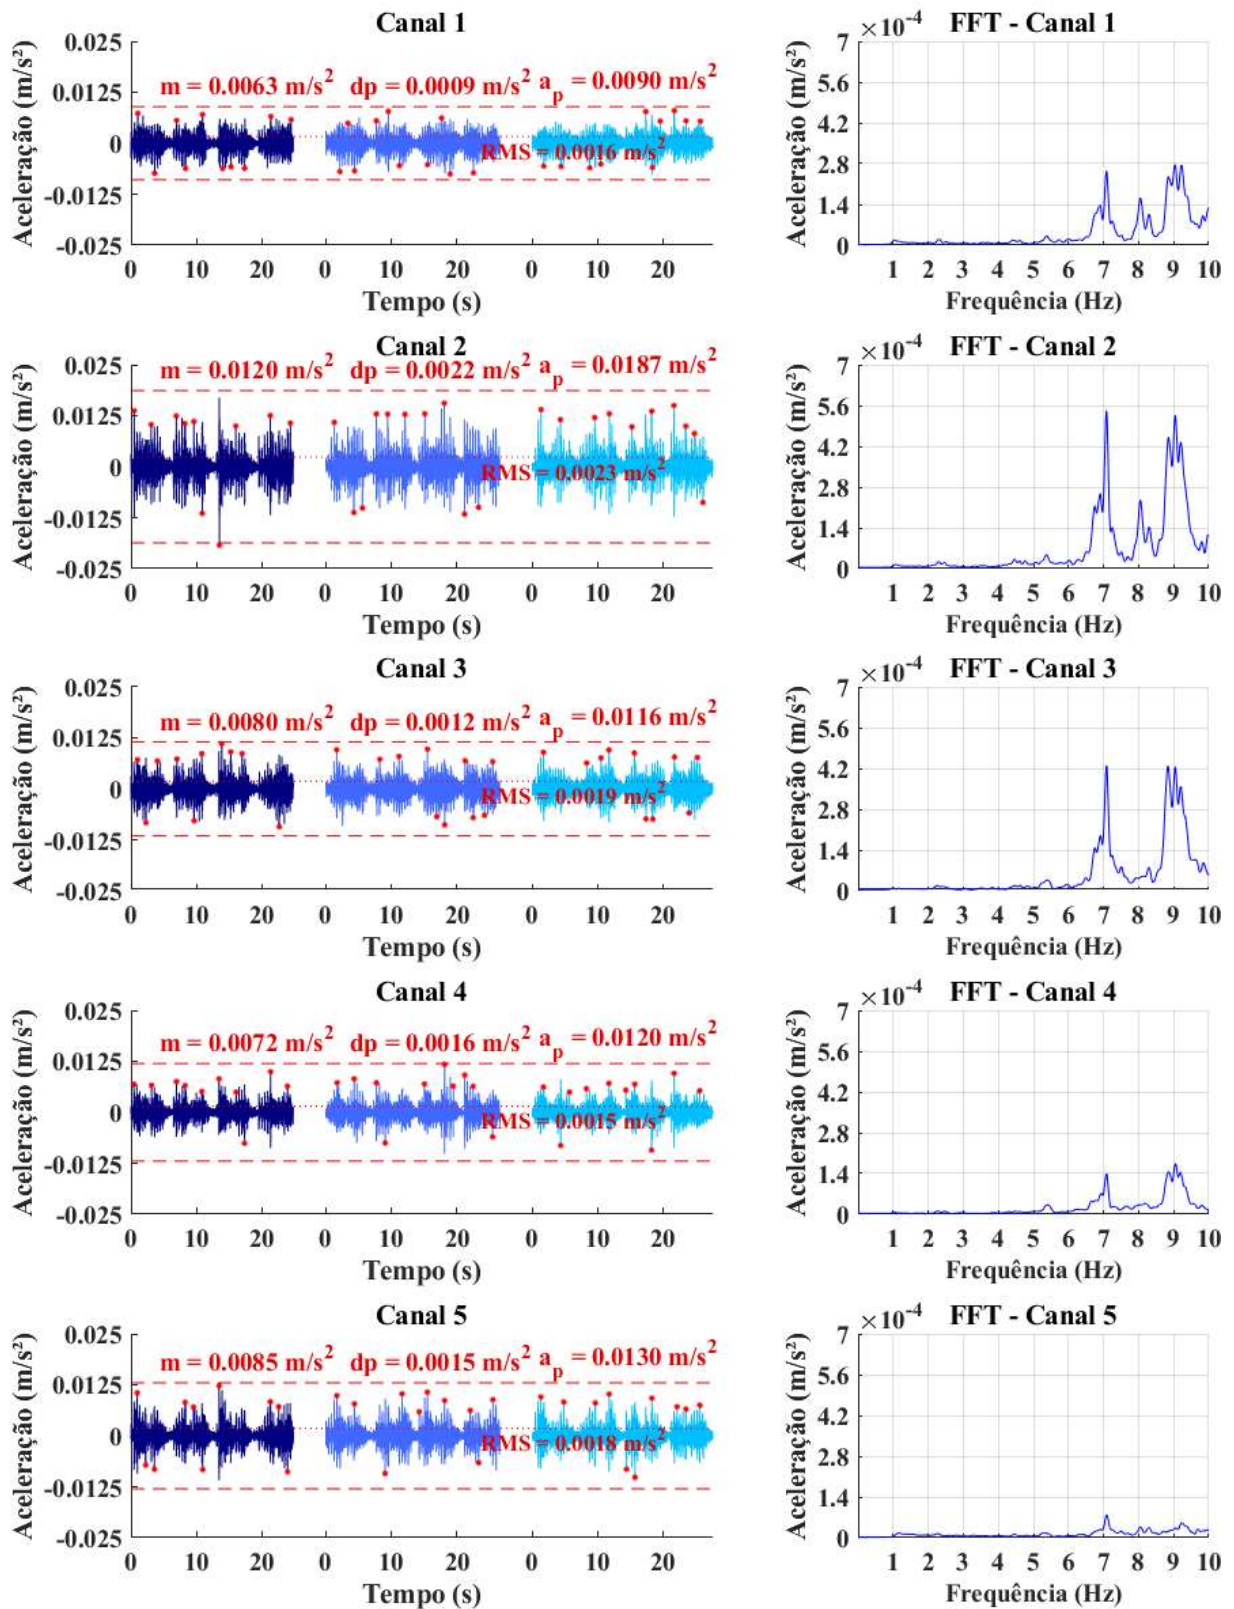 Canal 1
FFT - Canal 1
×10⁻⁴
m = 0.0063 m/s² dp = 0.0009 m/s² aₚ = 0.0090 m/s²
RMS = 0.0016 m/s²
Aceleração (m/s²)
0.025
0.0125
0
-0.0125
-0.025
0 10 20 0 10 20 0 10 20
Tempo (s)
Aceleração (m/s²)
7
5.6
4.2
2.8
1.4
0
1 2 3 4 5 6 7 8 9 10
Frequência (Hz)
Canal 2
FFT - Canal 2
×10⁻⁴
m = 0.0120 m/s² dp = 0.0022 m/s² aₚ = 0.0187 m/s²
RMS = 0.0023 m/s²
Aceleração (m/s²)
0.025
0.0125
0
-0.0125
-0.025
0 10 20 0 10 20 0 10 20
Tempo (s)
Aceleração (m/s²)
7
5.6
4.2
2.8
1.4
0
1 2 3 4 5 6 7 8 9 10
Frequência (Hz)
Canal 3
FFT - Canal 3
×10⁻⁴
m = 0.0080 m/s² dp = 0.0012 m/s² aₚ = 0.0116 m/s²
RMS = 0.0019 m/s²
Aceleração (m/s²)
0.025
0.0125
0
-0.0125
-0.025
0 10 20 0 10 20 0 10 20
Tempo (s)
Aceleração (m/s²)
7
5.6
4.2
2.8
1.4
0
1 2 3 4 5 6 7 8 9 10
Frequência (Hz)
Canal 4
FFT - Canal 4
×10⁻⁴
m = 0.0072 m/s² dp = 0.0016 m/s² aₚ = 0.0120 m/s²
RMS = 0.0015 m/s²
Aceleração (m/s²)
0.025
0.0125
0
-0.0125
-0.025
0 10 20 0 10 20 0 10 20
Tempo (s)
Aceleração (m/s²)
7
5.6
4.2
2.8
1.4
0
1 2 3 4 5 6 7 8 9 10
Frequência (Hz)
Canal 5
FFT - Canal 5
×10⁻⁴
m = 0.0085 m/s² dp = 0.0015 m/s² aₚ = 0.0130 m/s²
RMS = 0.0018 m/s²
Aceleração (m/s²)
0.025
0.0125
0
-0.0125
-0.025
0 10 20 0 10 20 0 10 20
Tempo (s)
Aceleração (m/s²)
7
5.6
4.2
2.8
1.4
0
1 2 3 4 5 6 7 8 9 10
Frequência (Hz)